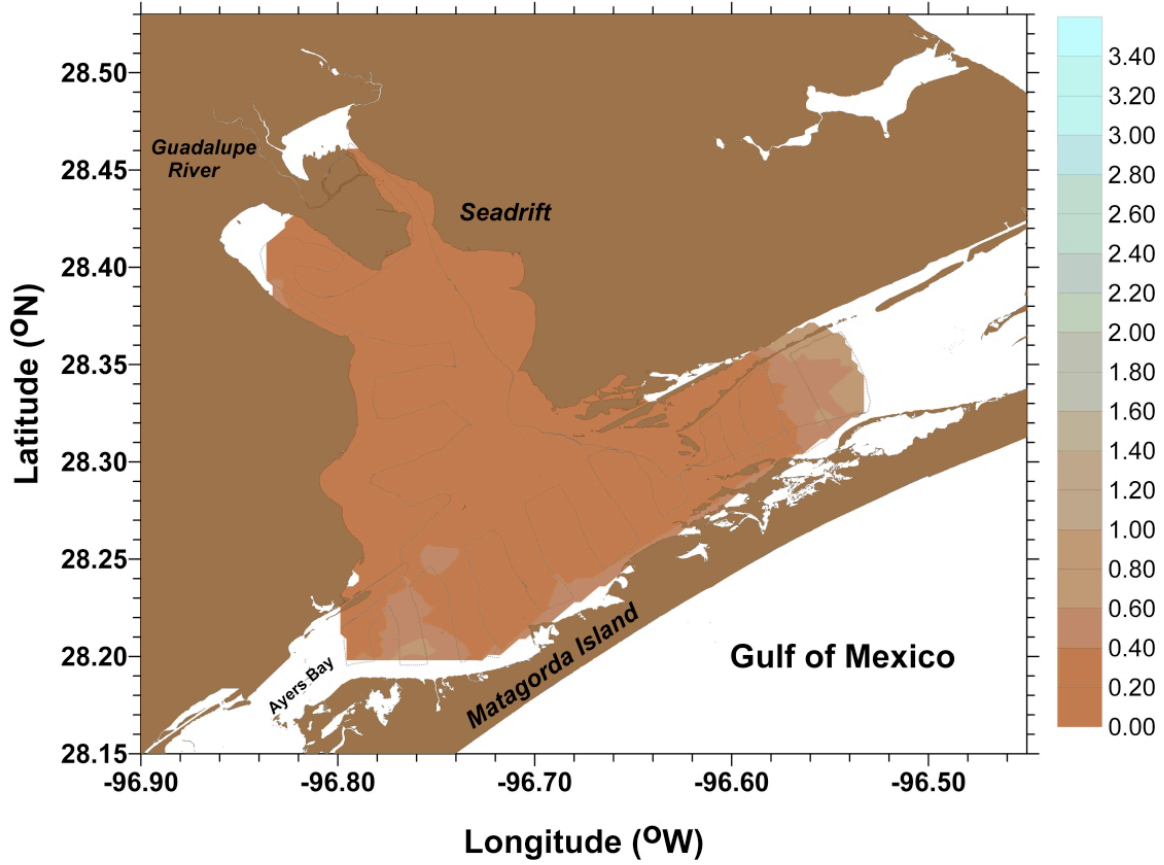 28.50
28.45
28.40
28.35
28.30
28.25
28.20
28.15
Latitude (ᴼN)
Guadalupe
River
Seadrift
Ayers Bay
Matagorda Island
Gulf of Mexico
-96.90 -96.80 -96.70 -96.60 -96.50
Longitude (ᴼW)
3.40
3.20
3.00
2.80
2.60
2.40
2.20
2.00
1.80
1.60
1.40
1.20
1.00
0.80
0.60
0.40
0.20
0.00